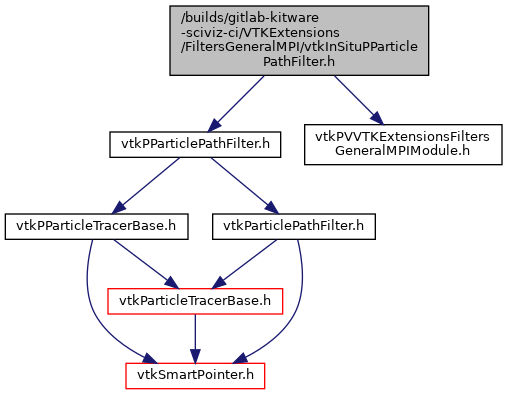 /builds/gitlab-kitware
-sciviz-ci/VTKExtensions
/FiltersGeneralMPI/vtkInSituPParticle
PathFilter.h
vtkPParticlePathFilter.h
vtkPVVTKExtensionsFilters
GeneralMPIModule.h
vtkPParticleTracerBase.h
vtkParticlePathFilter.h
vtkParticleTracerBase.h
vtkSmartPointer.h